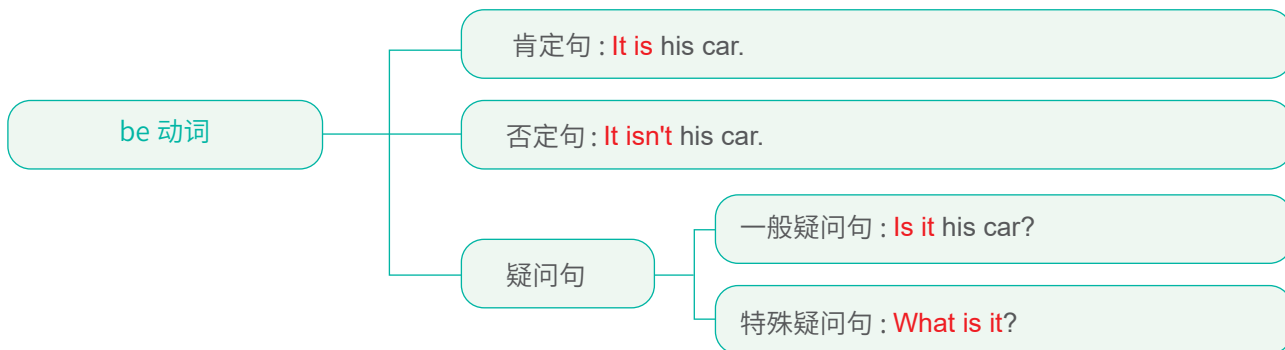 肯定句 : It is his car.
be 动词
否定句 : It isn't his car.
一般疑问句 : Is it his car?
疑问句
特殊疑问句 : What is it?